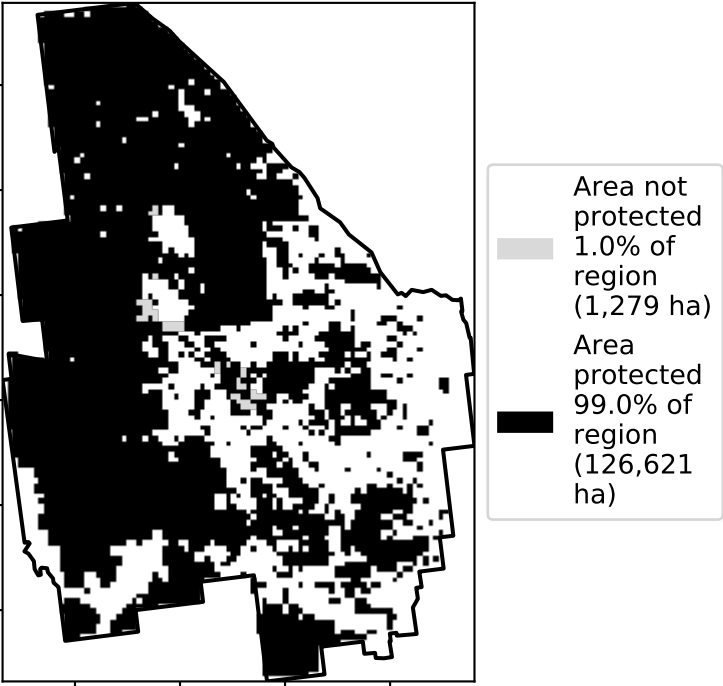 Area not
protected
1.0% of
region
(1,279 ha)
Area
protected
99.0% of
region
(126,621
ha)